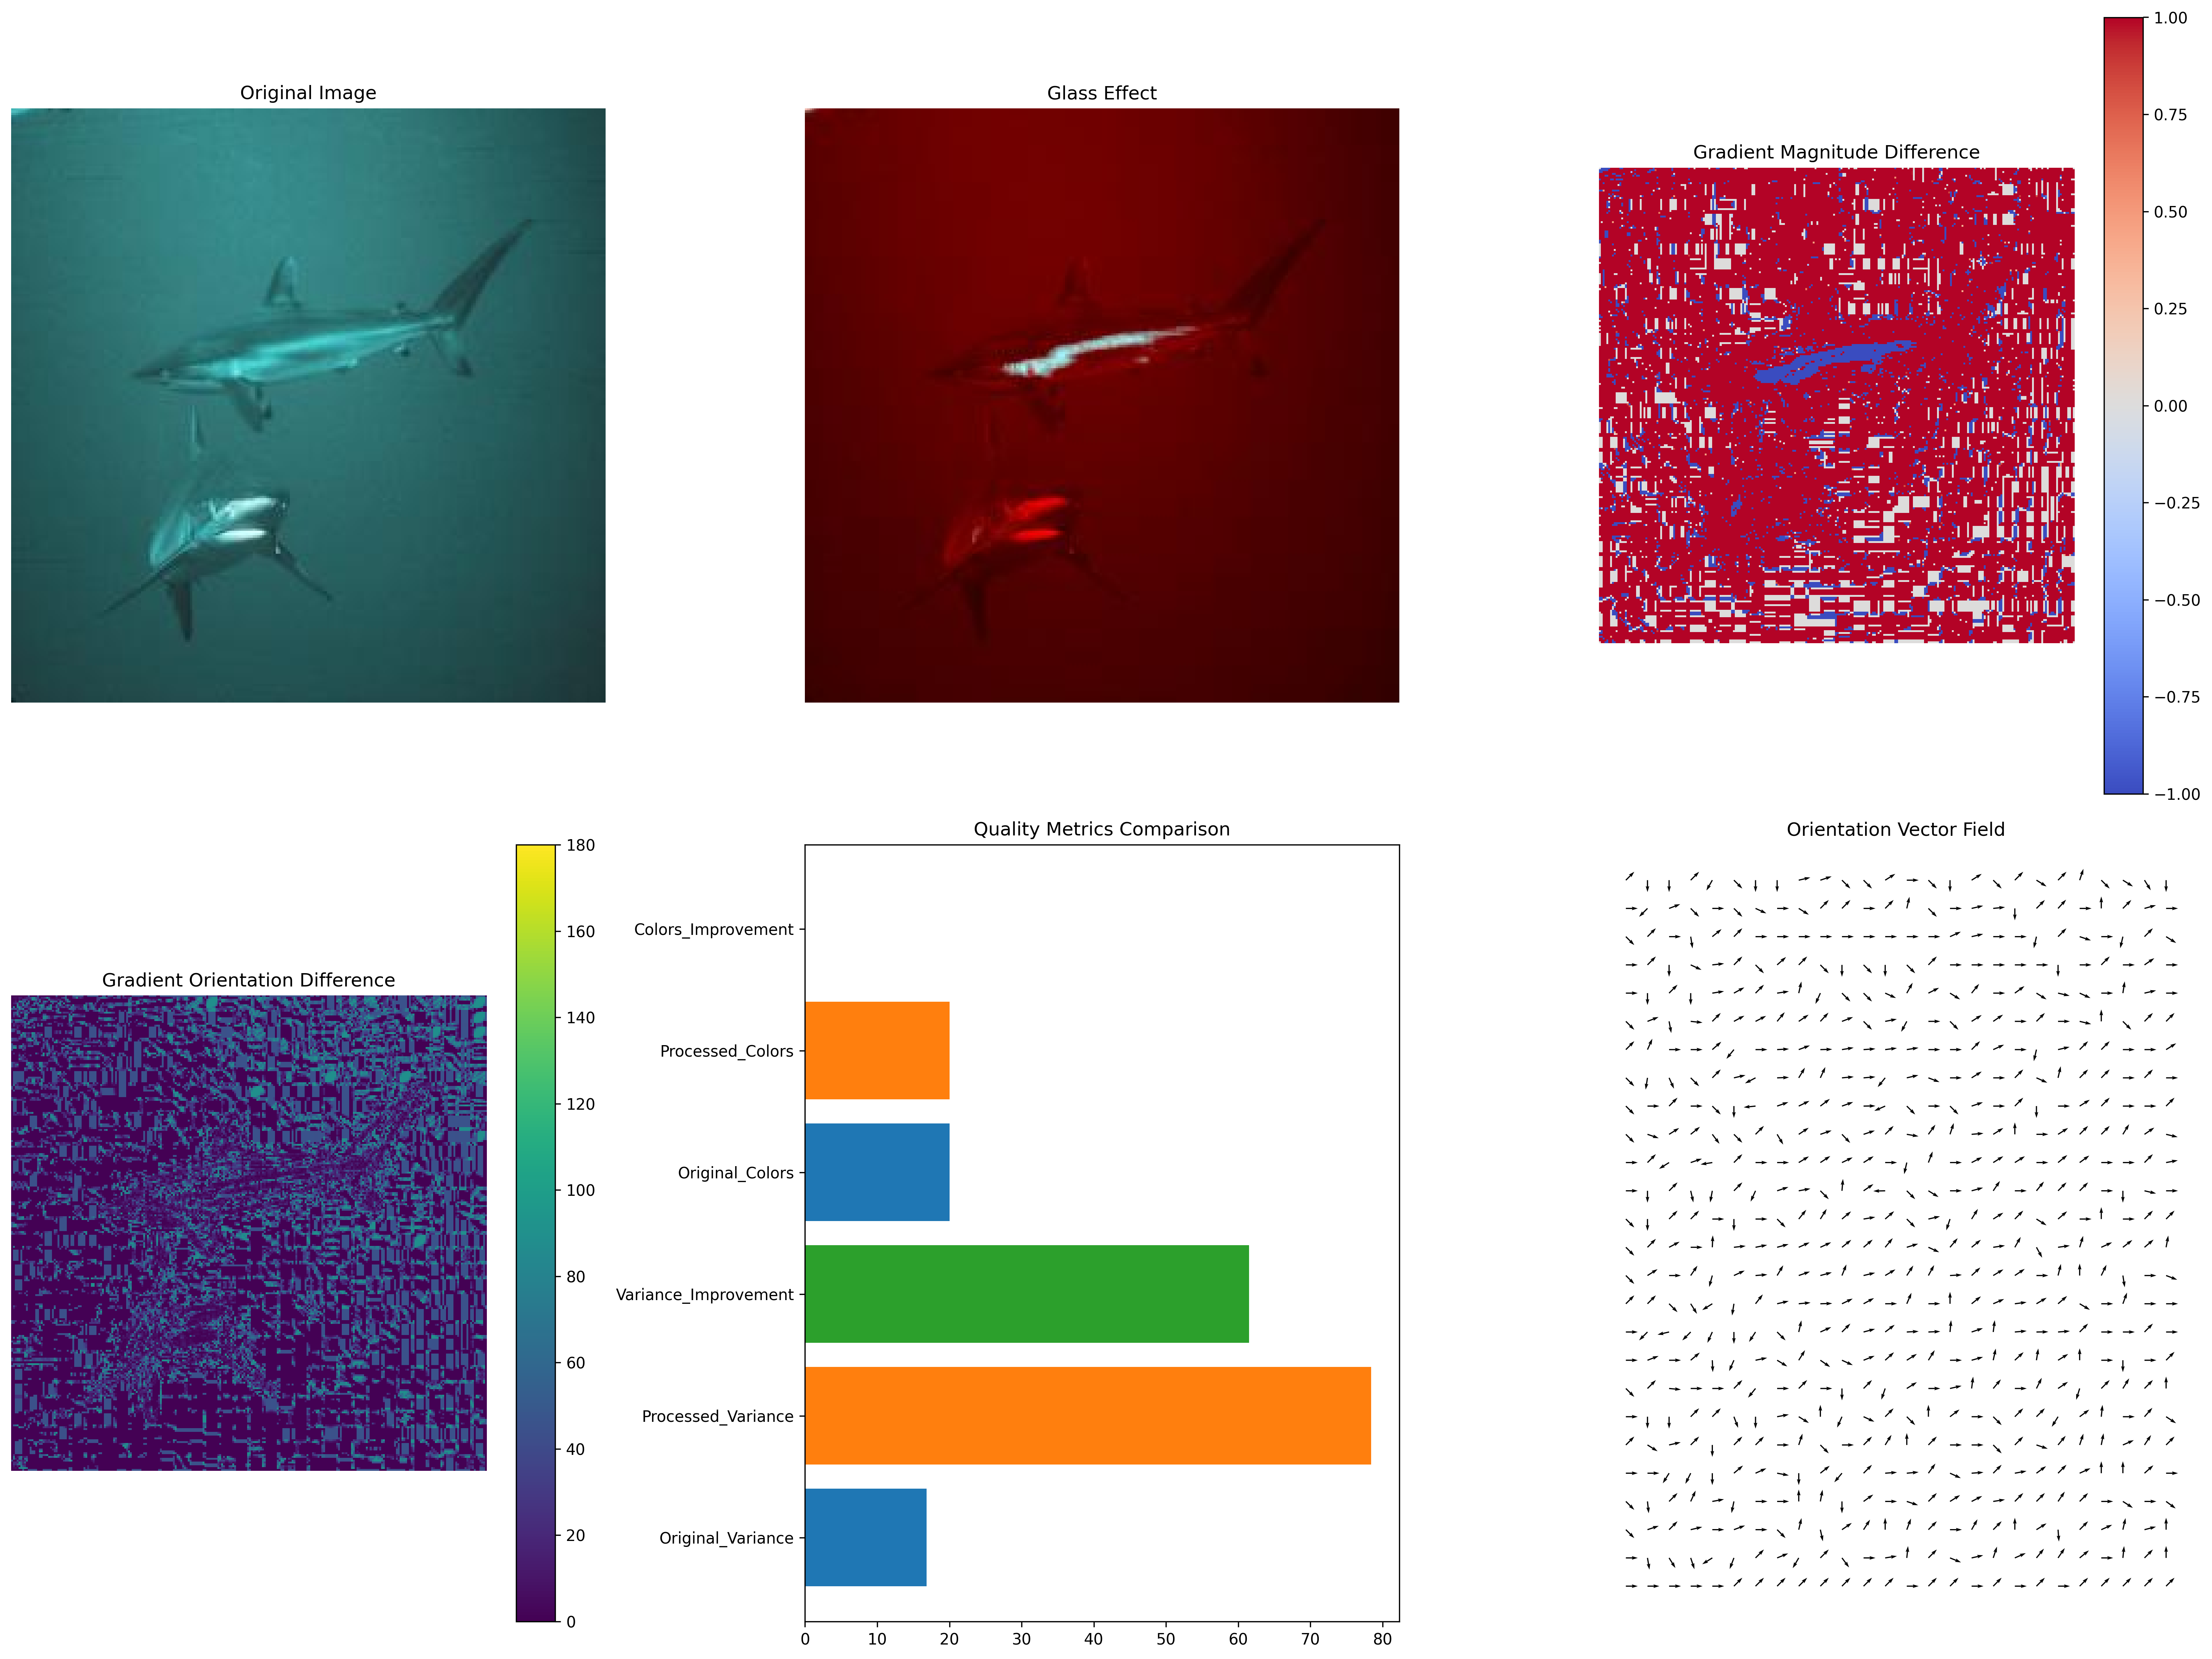 Original Image
Glass Effect
Gradient Magnitude Difference
1.00
0.75
0.50
0.25
0.00
−0.25
−0.50
−0.75
−1.00
Gradient Orientation Difference
180
160
140
120
100
80
60
40
20
0
Quality Metrics Comparison
Colors_Improvement
Processed_Colors
Original_Colors
Variance_Improvement
Processed_Variance
Original_Variance
0 10 20 30 40 50 60 70 80
Orientation Vector Field